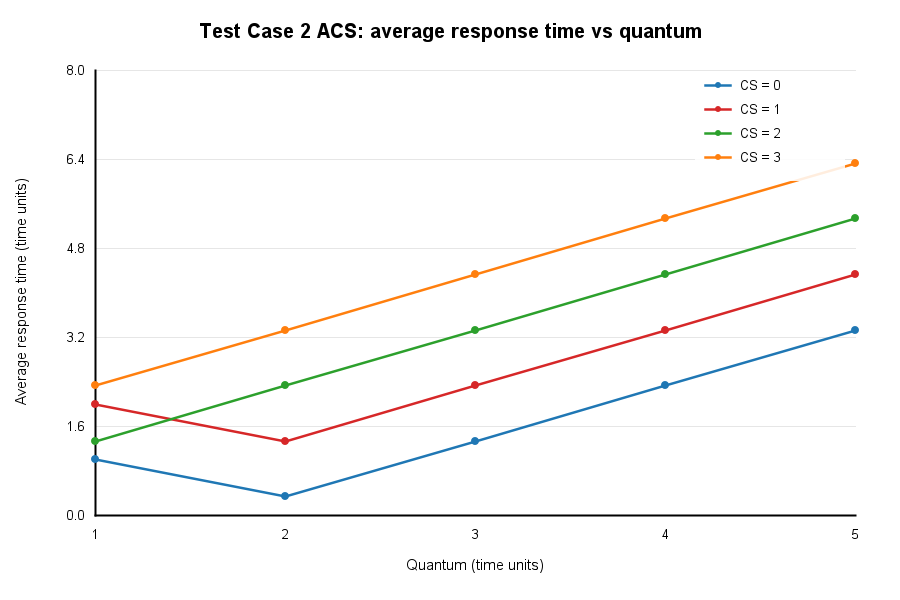 Test Case 2 ACS: average response time vs quantum
CS = 0
CS = 1
CS = 2
CS = 3
Average response time (time units)
8.0
6.4
4.8
3.2
1.6
0.0
1 2 3 4 5
Quantum (time units)